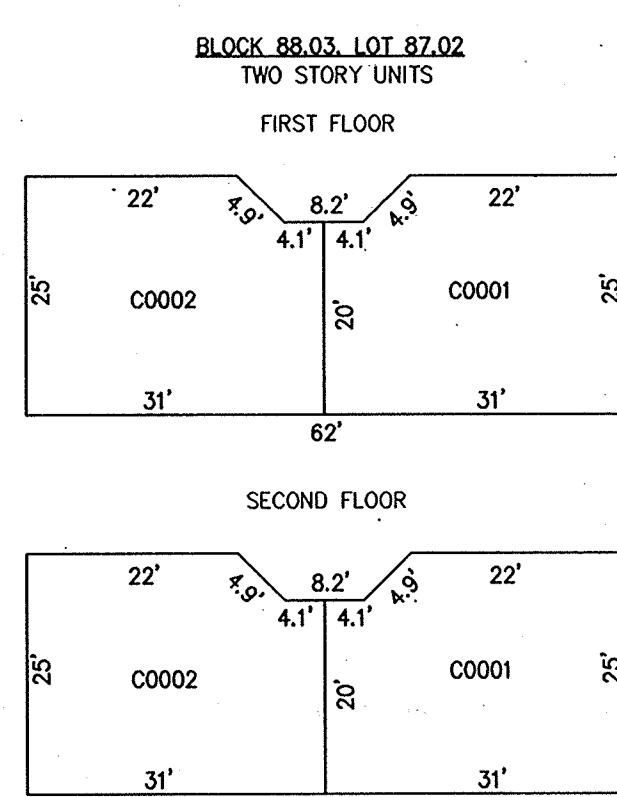 BLOCK 88.03, LOT 87.02
TWO STORY UNITS
FIRST FLOOR
22' 4.9' 8.2' 4.9' 22'
4.1' 4.1'
25' C0002 20' C0001 25'
31' 31'
62'
SECOND FLOOR
22' 4.9' 8.2' 4.9' 22'
4.1' 4.1'
25' C0002 20' C0001 25'
31' 31'